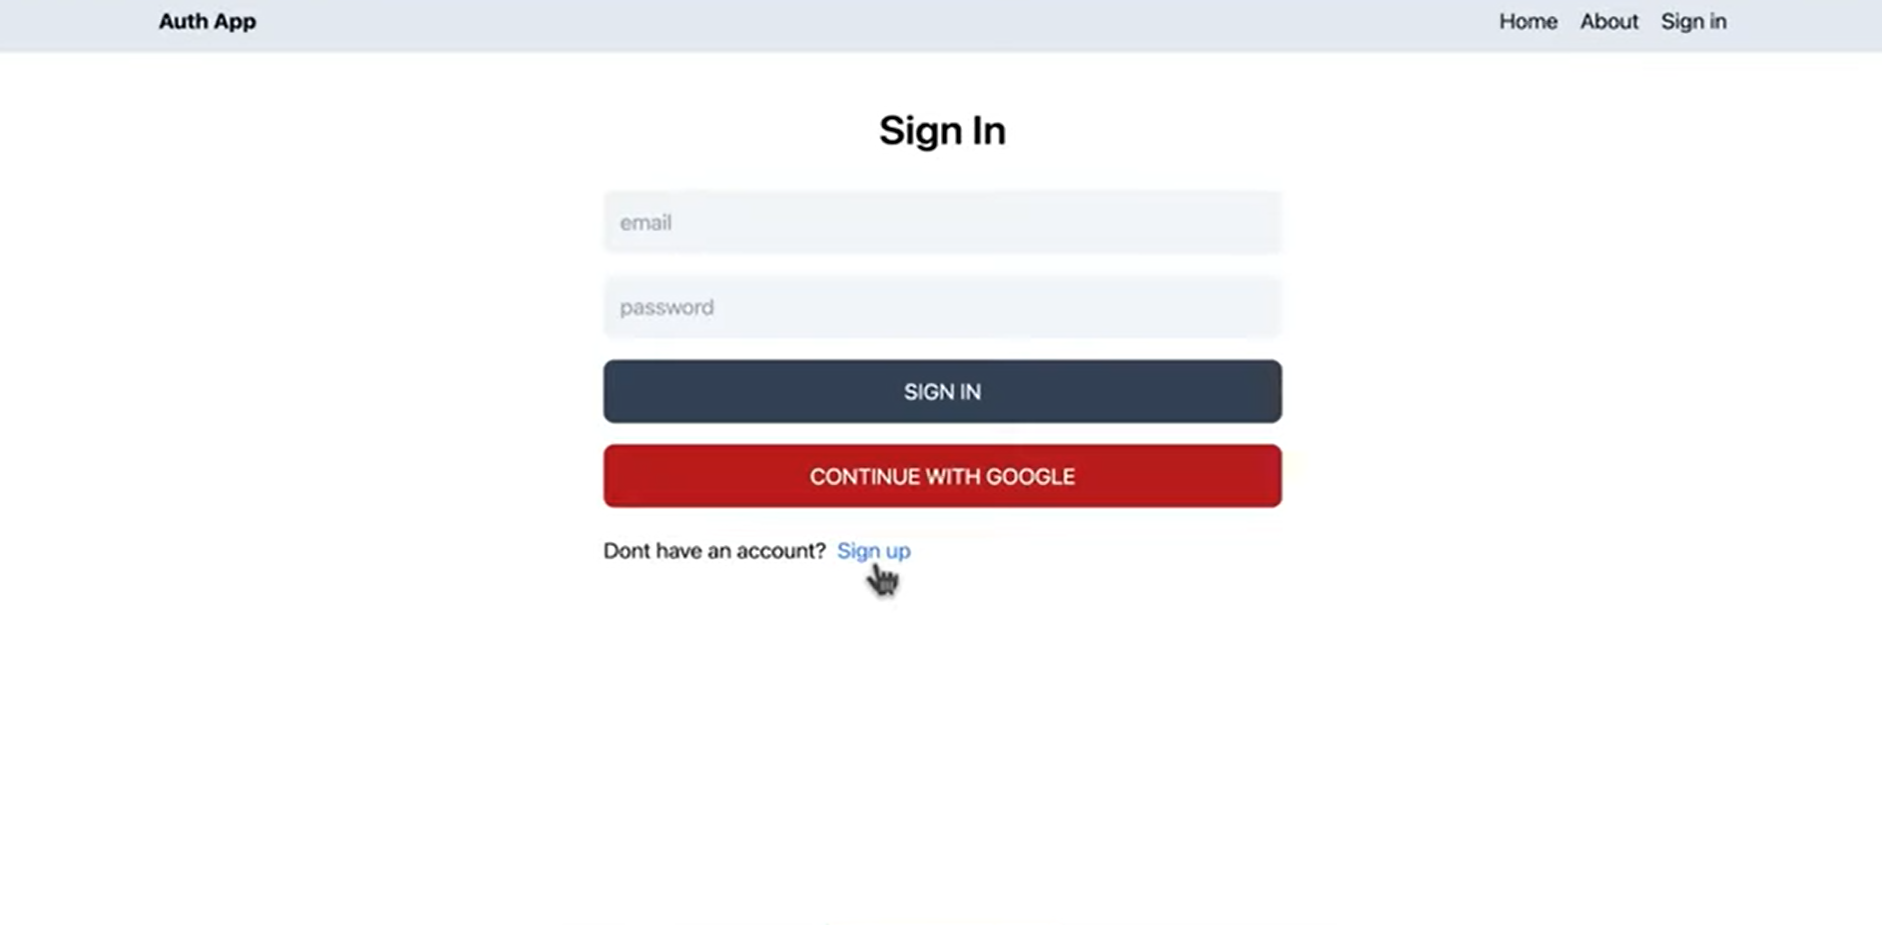 Auth App
Home About Sign in
Sign In
email
password
SIGN IN
CONTINUE WITH GOOGLE
Dont have an account? Sign up